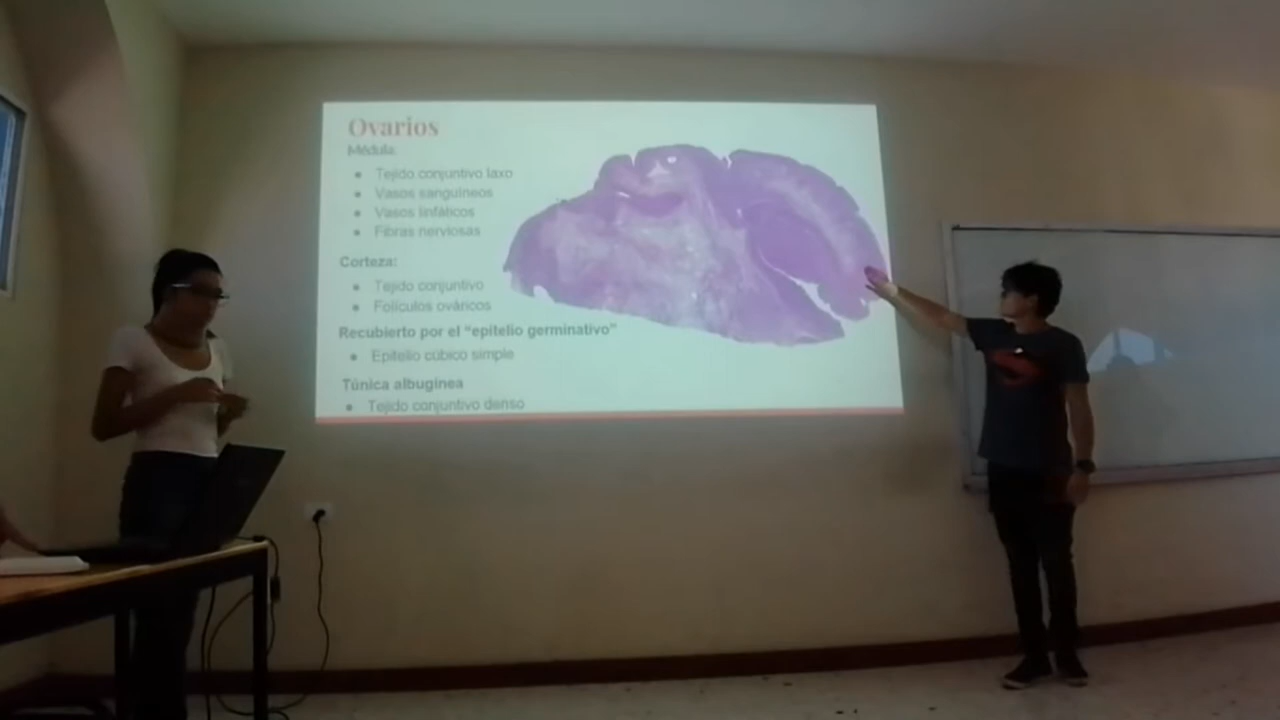 Ovarios
Médula
Tejido conjuntivo laxo
Vasos sanguíneos
Vasos linfáticos
Fibras nerviosas
Corteza:
Tejido conjuntivo
Folículos ováricos
Recubierto por el “epitelio germinativo”
Epitelio cúbico simple
Túnica albugínea
Tejido conjuntivo denso